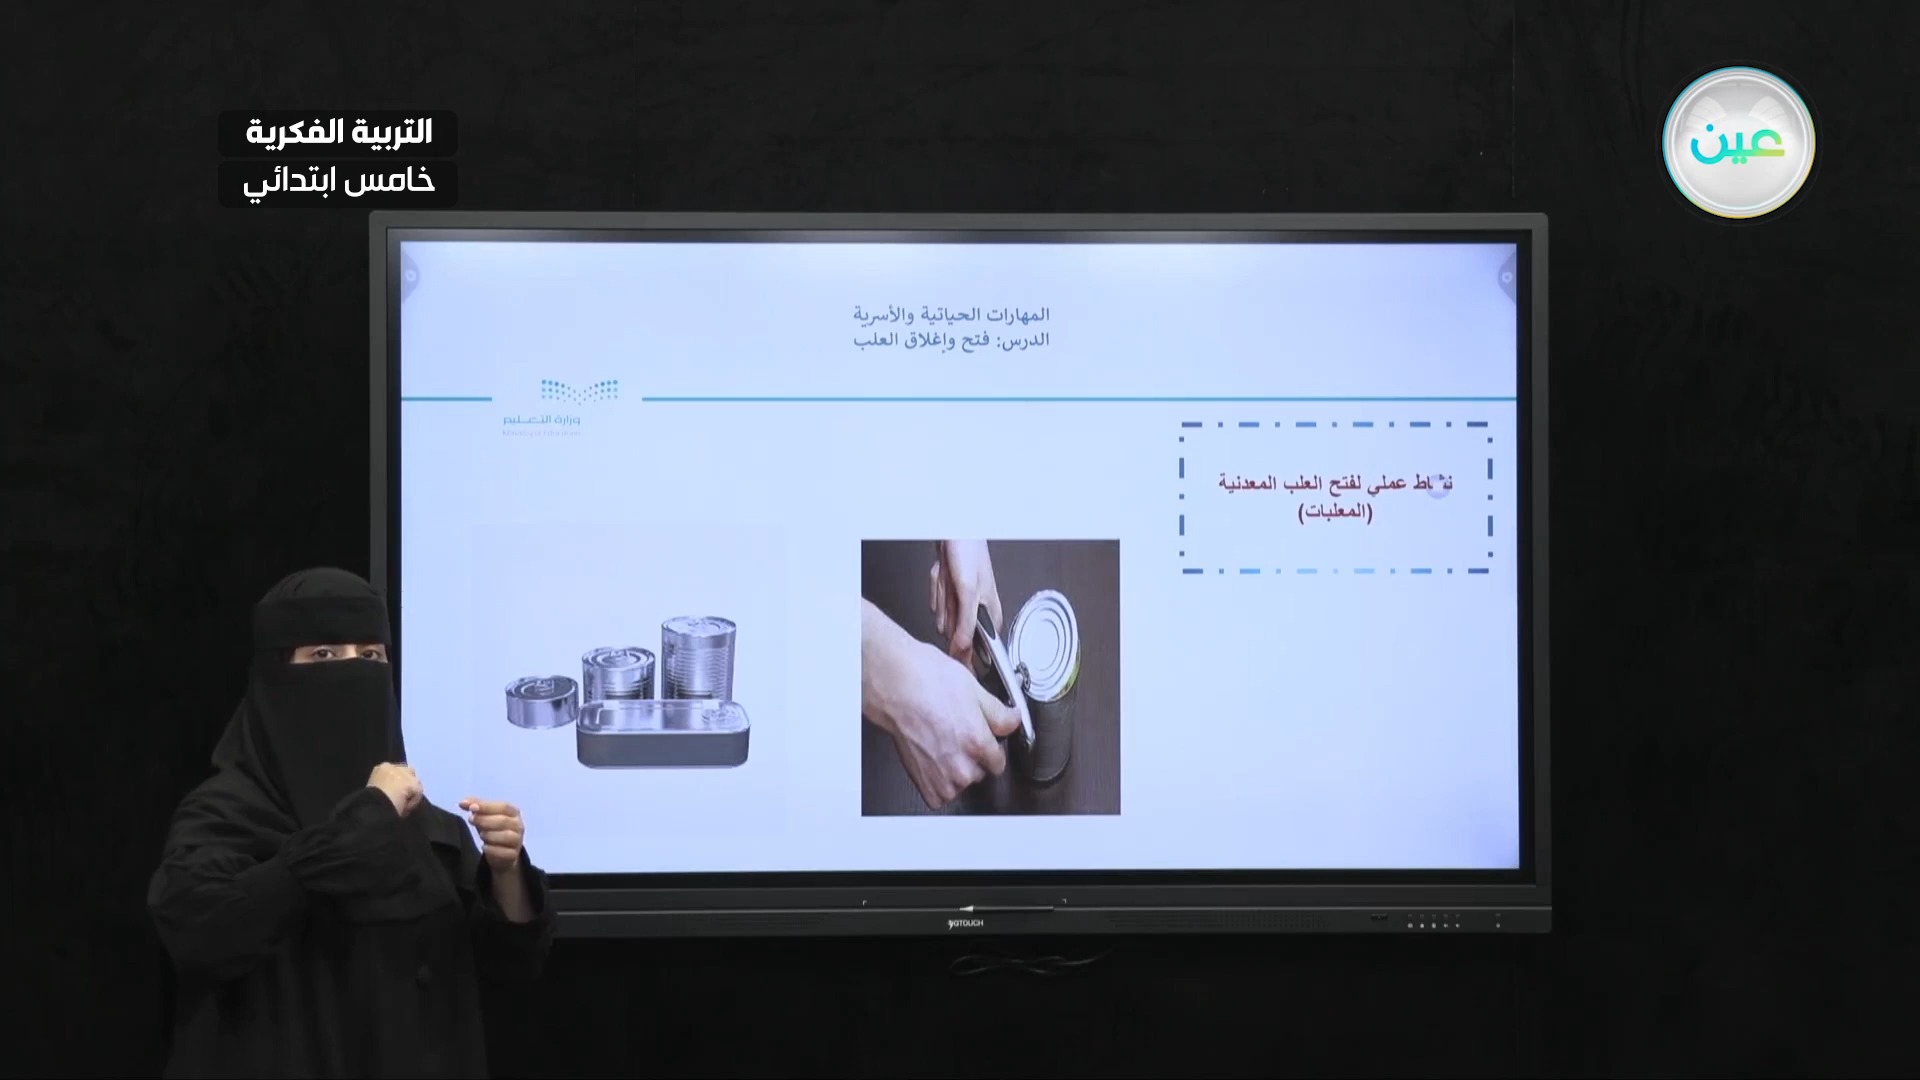 التربية الفكرية
خامس ابتدائي
عين
المهارات الحياتية والأسرية
الدرس: فتح وإغلاق العلب
وزارة التعليم
نشاط عملي لفتح العلب المعدنية
(المعلبات)